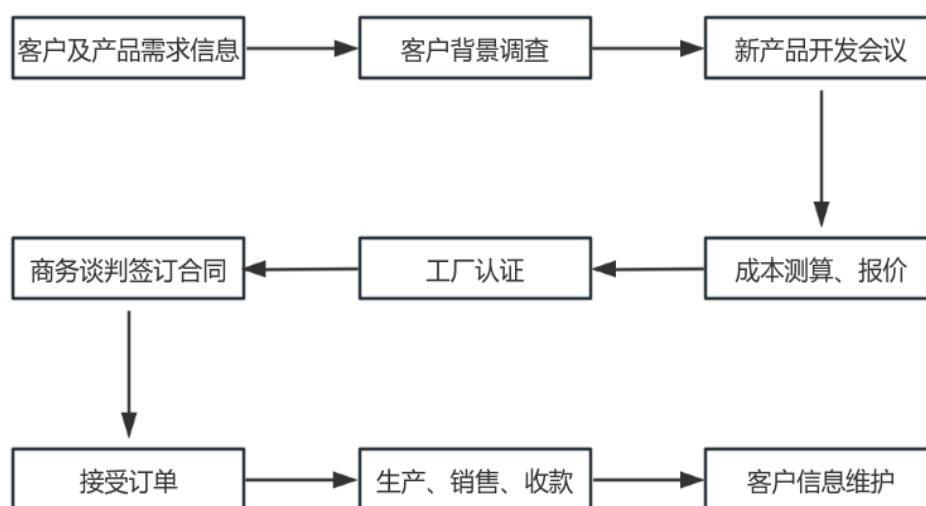 客户及产品需求信息
客户背景调查
新产品开发会议
成本测算、报价
工厂认证
商务谈判签订合同
接受订单
生产、销售、收款
客户信息维护